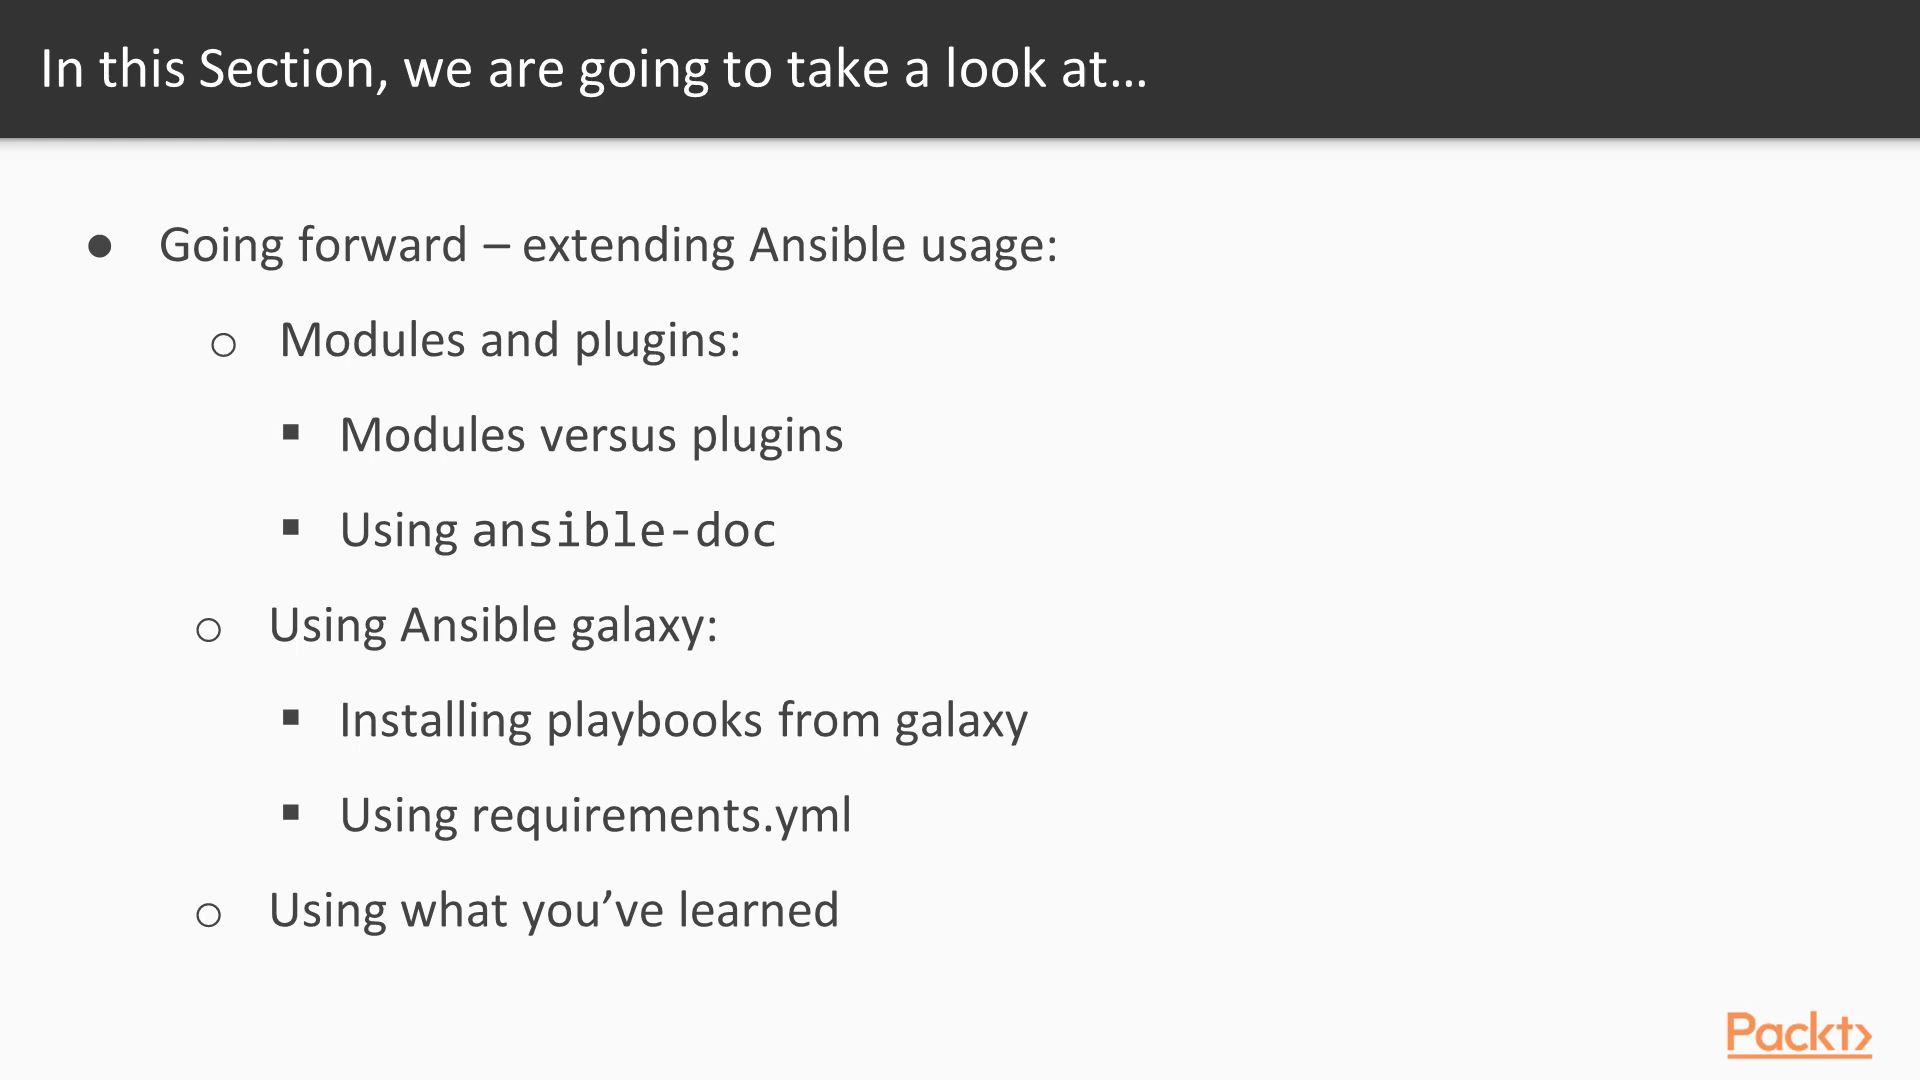 In this Section, we are going to take a look at…
● Going forward – extending Ansible usage:
o Modules and plugins:
▪ Modules versus plugins
▪ Using ansible-doc
o Using Ansible galaxy:
▪ Installing playbooks from galaxy
▪ Using requirements.yml
o Using what you’ve learned
Packt>